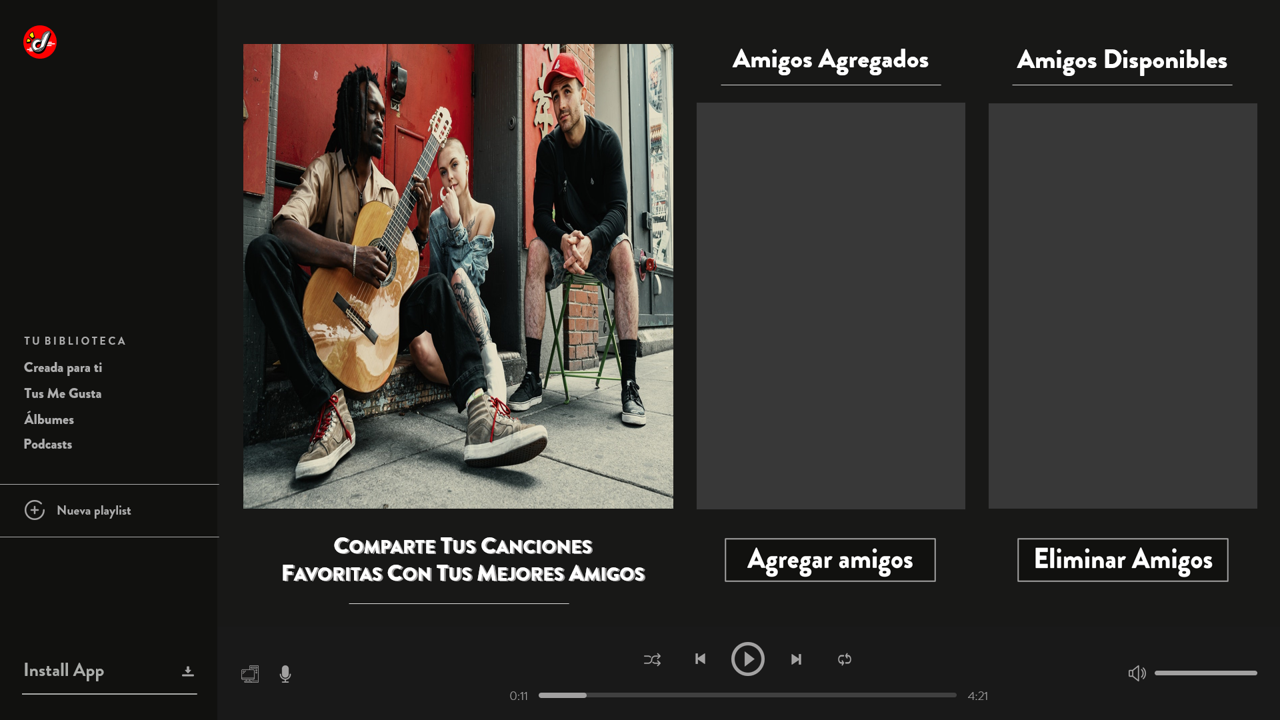 TU BIBLIOTECA
Creada para ti
Tus Me Gusta
Álbumes
Podcasts
Nueva playlist
Install App
Comparte Tus Canciones
Favoritas Con Tus Mejores Amigos
Amigos Agregados
Agregar amigos
Amigos Disponibles
Eliminar Amigos
0:11
4:21